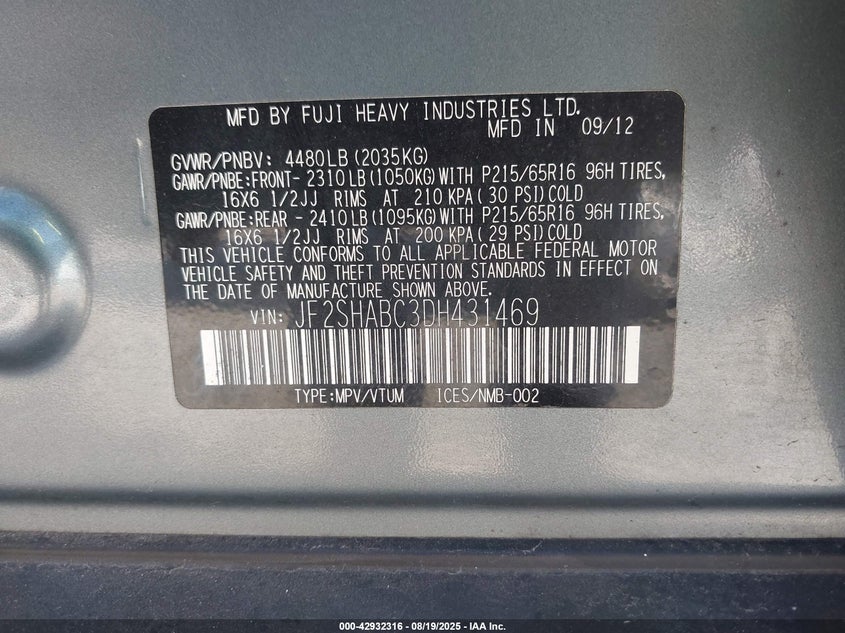 MFD BY FUJI HEAVY INDUSTRIES LTD.
MFD IN 09/12
GVWR/PNBV: 4480LB (2035KG)
GAWR/PNBE:FRONT- 2310LB (1050KG) WITH P215/65R16 96H TIRES,
16X6 1/2JJ RIMS AT 210 KPA ( 30 PSI) COLD
GAWR/PNBE:REAR - 2410LB (1095KG) WITH P215/65R16 96H TIRES,
16X6 1/2JJ RIMS AT 200 KPA ( 29 PSI) COLD
THIS VEHICLE CONFORMS TO ALL APPLICABLE FEDERAL MOTOR
VEHICLE SAFETY AND THEFT PREVENTION STANDARDS IN EFFECT ON
THE DATE OF MANUFACTURE SHOWN ABOVE.
VIN: JF2SHABC3DH431469
TYPE:MPV/VTUM ICES/NMB-002
000-42932316 - 08/19/2025 - IAA Inc.